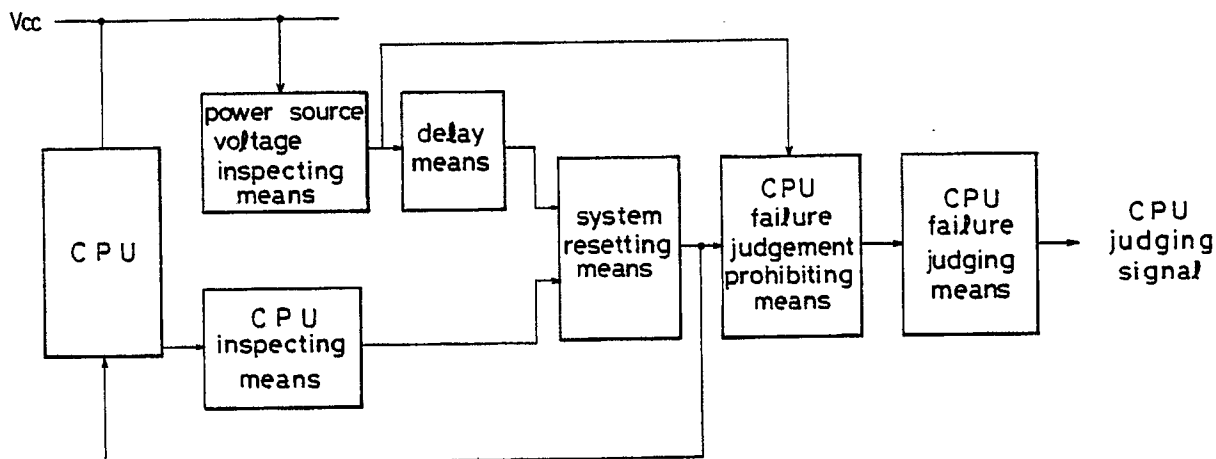 Vcc
power source
voltage
inspecting
means
delay
means
CPU
CPU
inspecting
means
system
resetting
means
CPU
failure
judgement
prohibiting
means
CPU
failure
judging
means
CPU
judging
signal